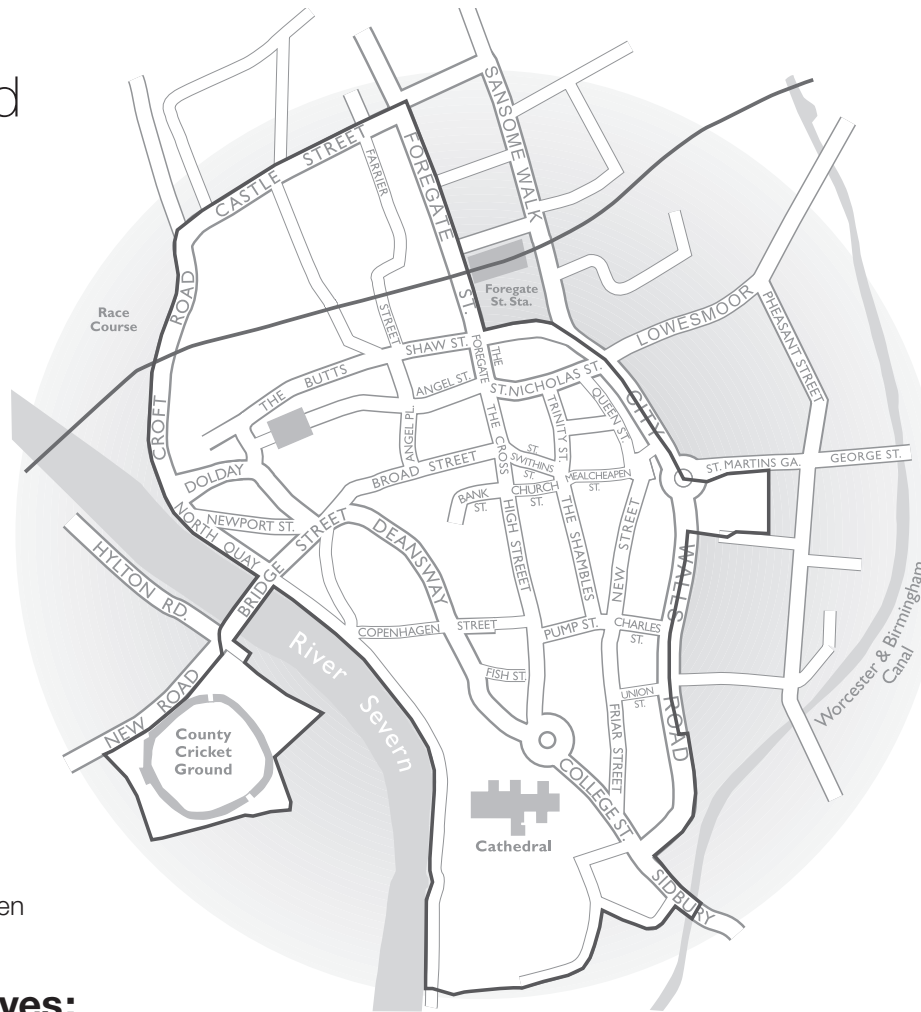 d
SANSOME WALK
CASTLE STREET
FARRIER
STREET
FOREGATE
ST.
Foregate
St. Sta.
Race
Course
CROFT ROAD
LOWESMOOR
PHEASANT STREET
SHAW ST.
THE
FOREGATE
THE BUTTS
ANGEL ST.
ST.NICHOLAS ST.
ANGEL PL.
THE CROSS
TRINITY ST.
QUEEN ST.
CITY
WALLS
ROAD
ST. MARTINS GA.
GEORGE ST.
DOLDAY
BROAD STREET
ST
SWITHINS
ST.
MEALCHEAPEN
ST.
BANK
ST.
CHURCH
ST.
NORTH QUAY
NEWPORT ST.
BRIDGE STREET
DEANSWAY
HIGH STREEET
THE SHAMBLES
NEW STREET
HYLTON RD.
COPENHAGEN STREET
PUMP ST.
CHARLES
ST.
River Severn
FISH ST.
UNION
ST.
FRIAR STREET
NEW ROAD
County
Cricket
Ground
Worcester & Birmingham
Canal
COLLEGE ST.
Cathedral
SIDBURY
en
ves: